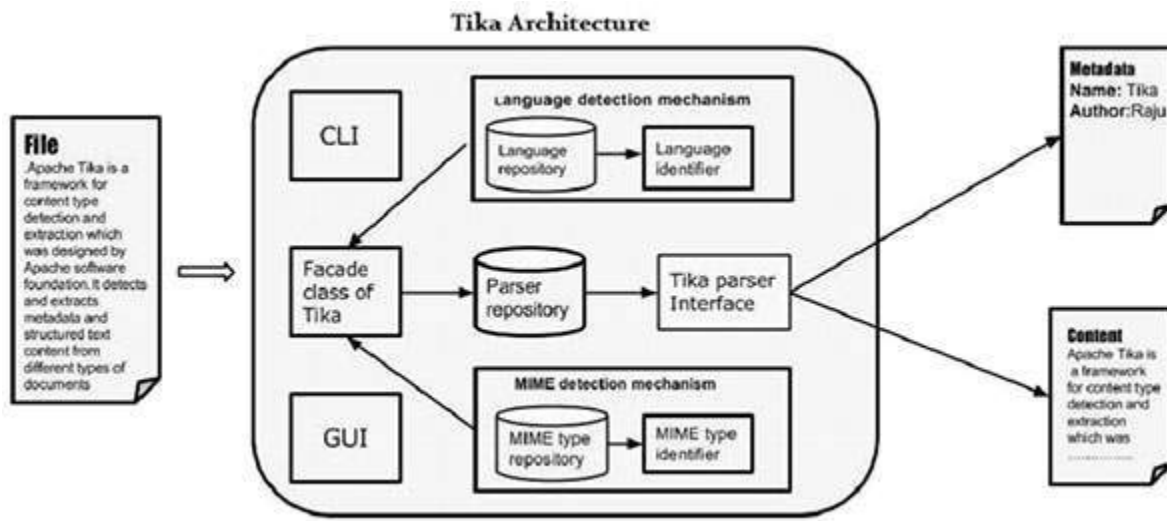 Tika Architecture
File
.Apache Tika is a
framework for
content type
detection and
extraction which
was designed by
Apache software
foundation. It detects
and extracts
metadata and
structured text
content from
different types of
documents
CLI
Language detection mechanism
Language
repository
Language
identifier
Facade
class of
Tika
Parser
repository
Tika parser
Interface
GUI
MIME detection mechanism
MIME type
repository
MIME type
identifier
Metadata
Name: Tika
Author:Raju
Content
Apache Tika is
a framework
for content type
detection and
extraction
which was
................